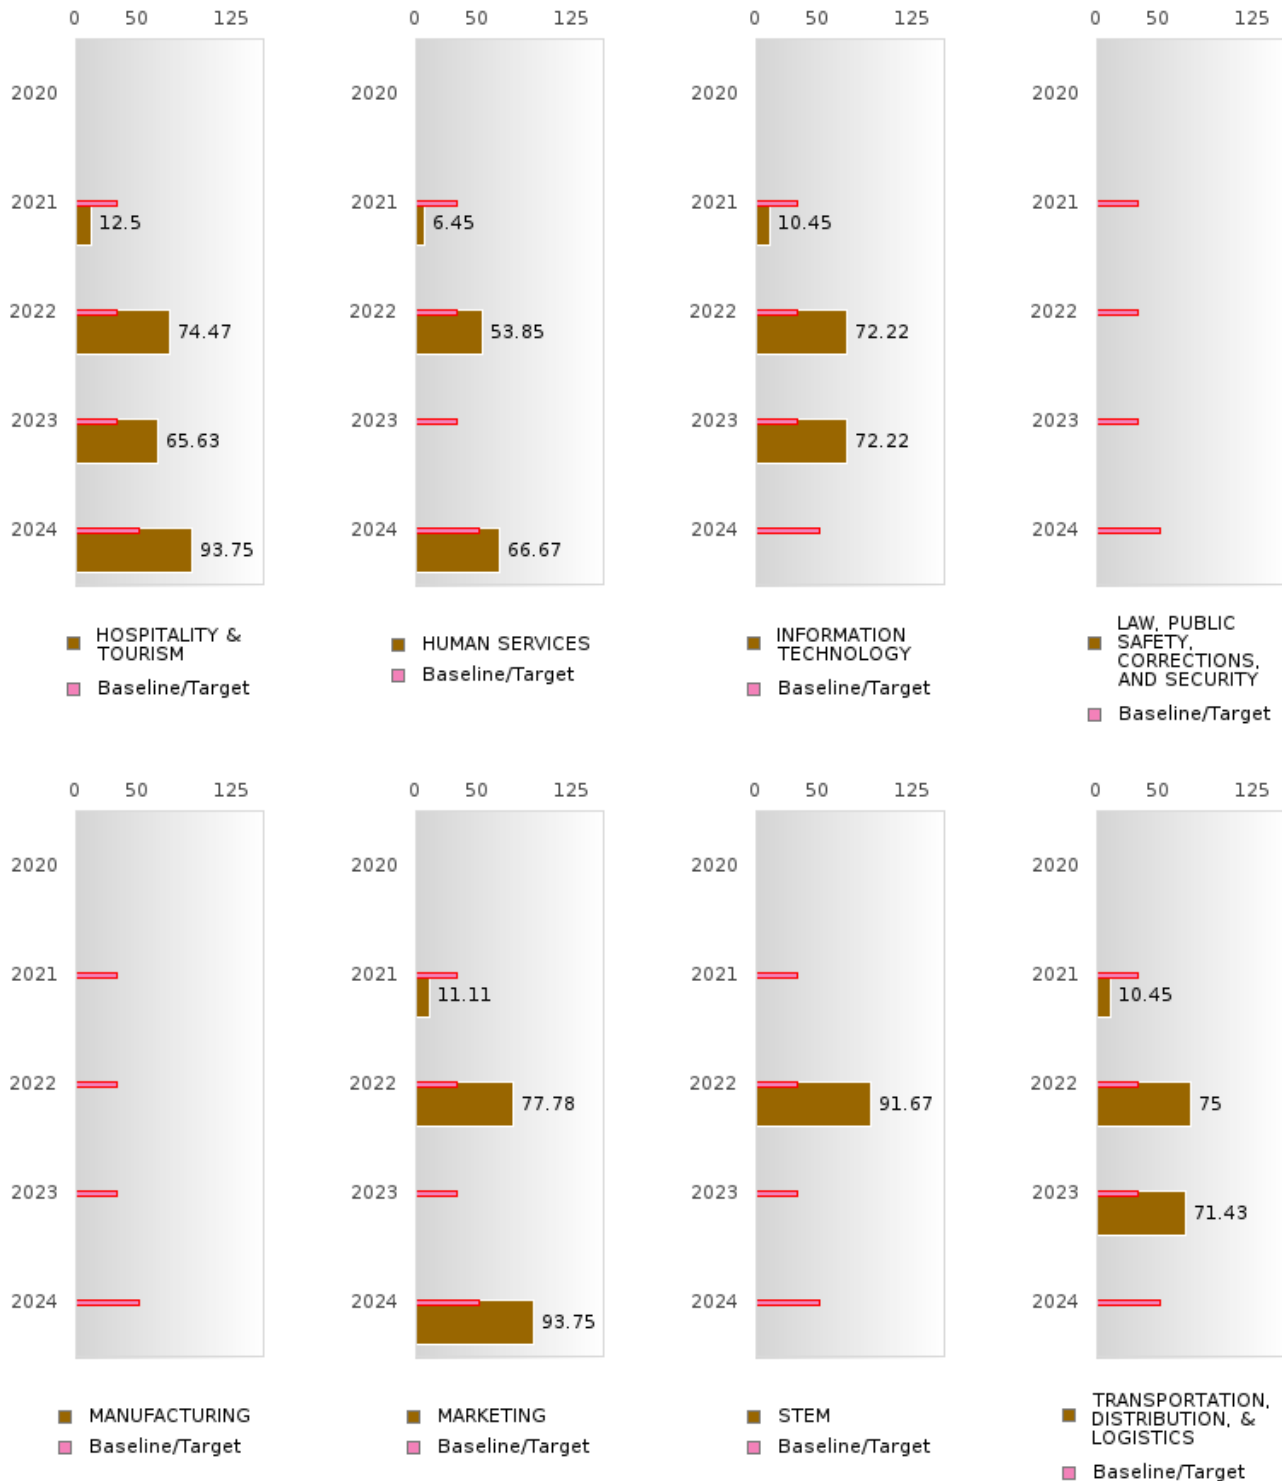 0 50 125
2020
2021
12.5
2022
74.47
2023
65.63
2024
93.75
HOSPITALITY &
TOURISM
Baseline/Target
0 50 125
2020
2021
6.45
2022
53.85
2023
2024
66.67
HUMAN SERVICES
Baseline/Target
0 50 125
2020
2021
10.45
2022
72.22
2023
72.22
2024
INFORMATION
TECHNOLOGY
Baseline/Target
0 50 125
2020
2021
2022
2023
2024
LAW, PUBLIC
SAFETY,
CORRECTIONS,
AND SECURITY
Baseline/Target
0 50 125
2020
2021
2022
2023
2024
MANUFACTURING
Baseline/Target
0 50 125
2020
2021
11.11
2022
77.78
2023
2024
93.75
MARKETING
Baseline/Target
0 50 125
2020
2021
2022
91.67
2023
2024
STEM
Baseline/Target
0 50 125
2020
2021
10.45
2022
75
2023
71.43
2024
TRANSPORTATION,
DISTRIBUTION, &
LOGISTICS
Baseline/Target